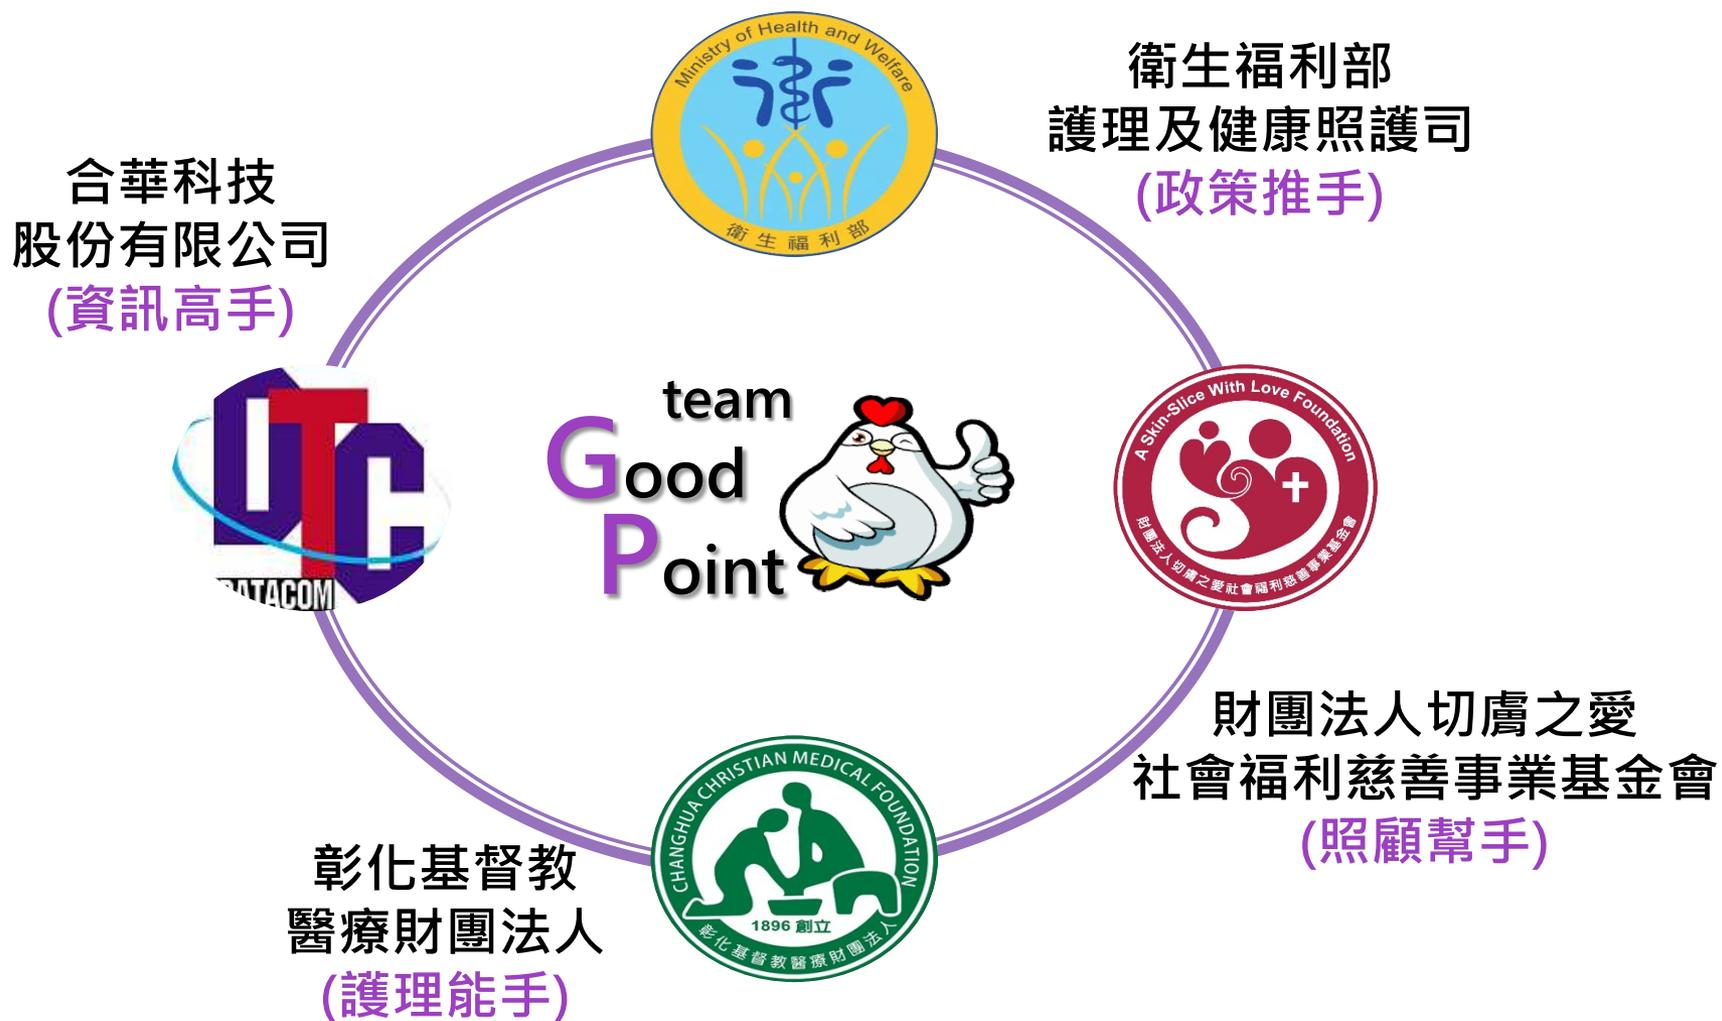 Ministry of Health and Welfare
衛生福利部
衛生福利部
護理及健康照護司
(政策推手)
合華科技
股份有限公司
(資訊高手)
DTC
DATACOM
team
Good
Point
A Skin-Slice With Love Foundation
財團法人切膚之愛社會福利慈善事業基金會
財團法人切膚之愛
社會福利慈善事業基金會
(照顧幫手)
CHANGHUA CHRISTIAN MEDICAL FOUNDATION
1896 創立
彰化基督教醫療財團法人
彰化基督教
醫療財團法人
(護理能手)